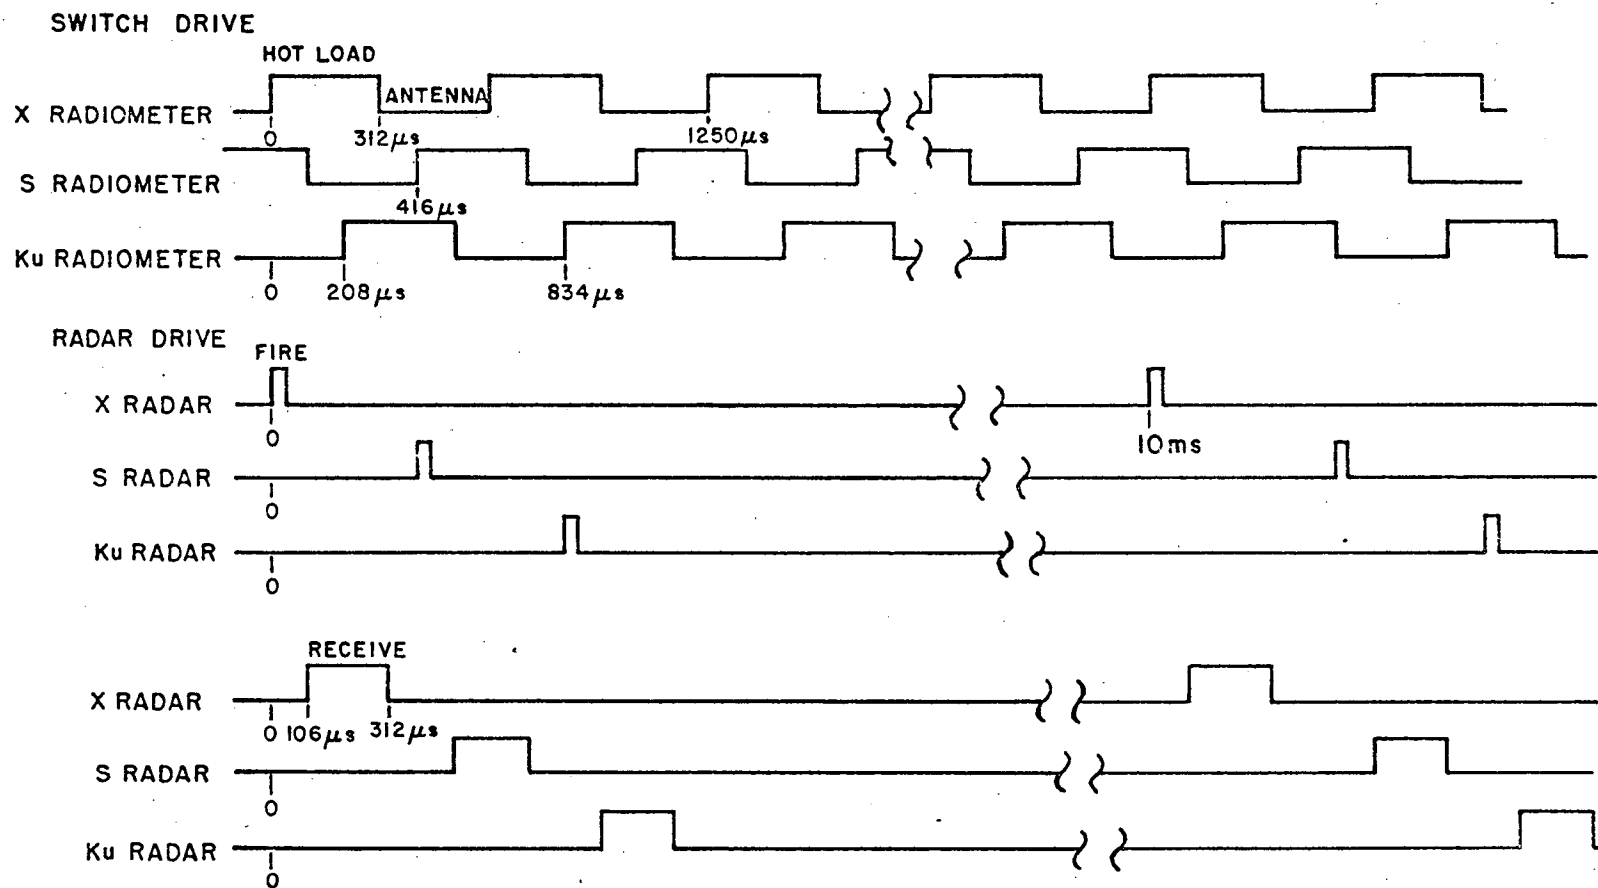 SWITCH DRIVE
HOT LOAD
X RADIOMETER
ANTENNA
0 312µs 1250µs
S RADIOMETER
416µs
Ku RADIOMETER
0 208µs 834µs
RADAR DRIVE
FIRE
X RADAR
0 10ms
S RADAR
0
Ku RADAR
0
RECEIVE
X RADAR
0 106µs 312µs
S RADAR
0
Ku RADAR
0